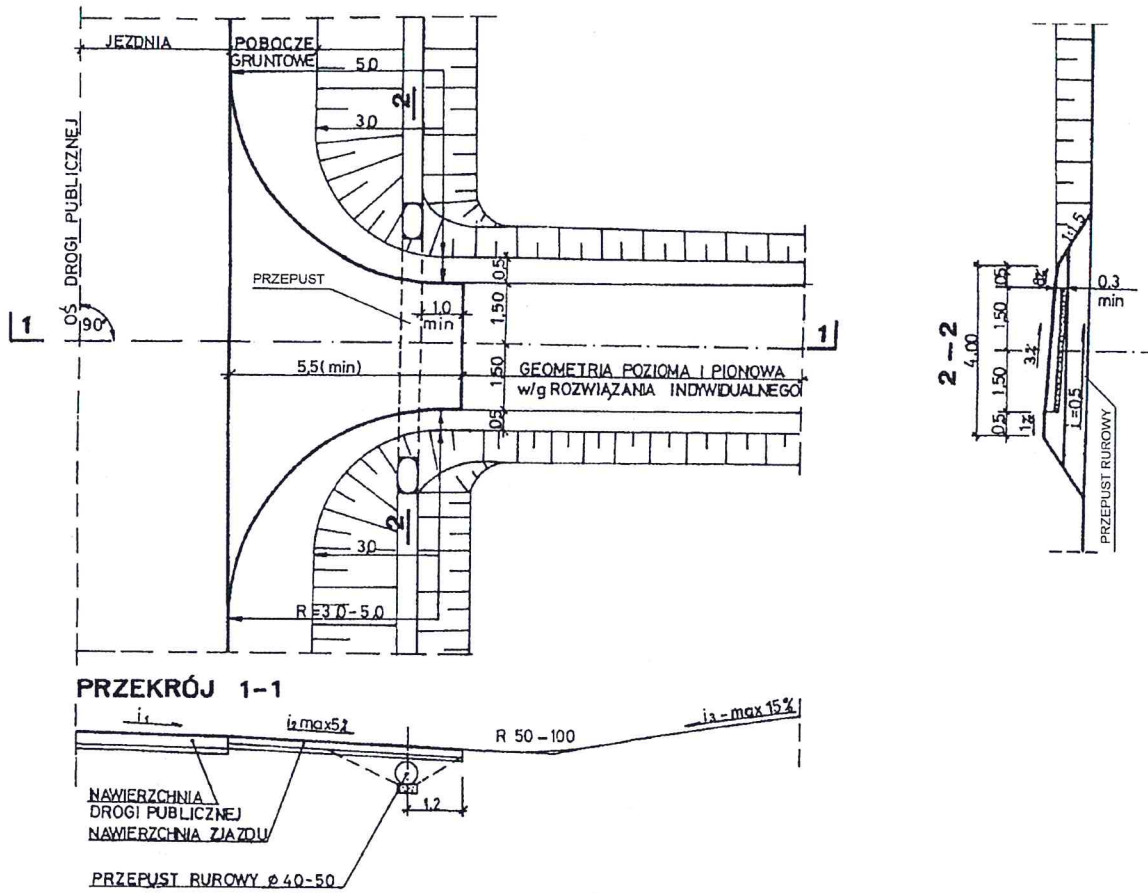 JEZDNIA
POBOCZE
GRUNTOWE
5.0
2
3.0
OŚ DROGI PUBLICZNEJ
PRZEPUST
0.5
1.50
1.0
min
90°
1
1
5,5(min)
GEOMETRIA POZIOMA I PIONOWA
w/g ROZWIĄZANIA INDYWIDUALNEGO
1.50
0.5
2
3.0
R=3.0-5.0
1:1.5
0.5
8%
0.3
min
1.50
4.00
3%
2-2
1.50
i=0.5
0.5
PRZEPUST RUROWY
PRZEKRÓJ 1-1
i₁
i₂ max 5%
R 50-100
i₃-max 15%
NAWIERZCHNIA
DROGI PUBLICZNEJ
NAWIERZCHNIA ZJAZDU
1.2
PRZEPUST RUROWY ø 40-50